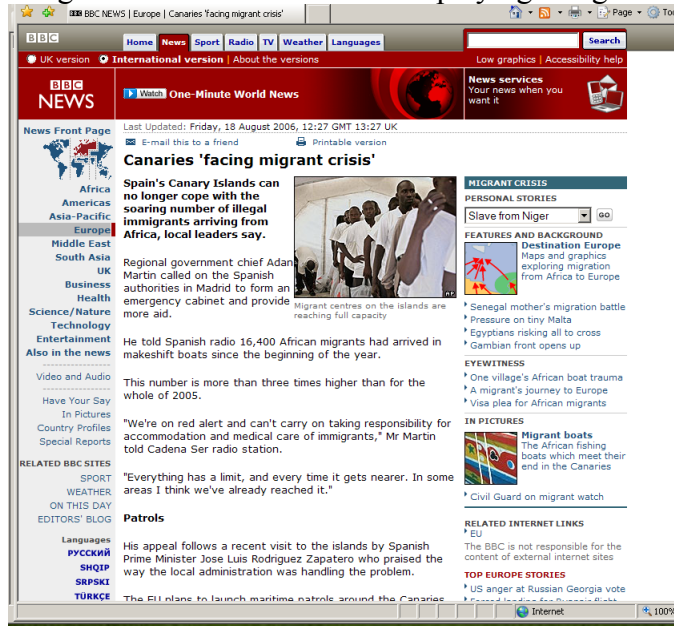 BBC NEWS | Europe | Canaries 'facing migrant crisis'
Page
BBC
Home News Sport Radio TV Weather Languages
Search
UK version International version | About the versions
Low graphics | Accessibility help
BBC
NEWS
Watch One-Minute World News
News services
Your news when you
want it
News Front Page
Africa
Americas
Asia-Pacific
Europe
Middle East
South Asia
UK
Business
Health
Science/Nature
Technology
Entertainment
Also in the news
Video and Audio
Have Your Say
In Pictures
Country Profiles
Special Reports
RELATED BBC SITES
SPORT
WEATHER
ON THIS DAY
EDITORS' BLOG
Languages
РУССКИЙ
SHQIP
SRPSKI
TÜRKÇE
Last Updated: Friday, 18 August 2006, 12:27 GMT 13:27 UK
E-mail this to a friend
Printable version
Canaries 'facing migrant crisis'
Spain's Canary Islands can
no longer cope with the
soaring number of illegal
immigrants arriving from
Africa, local leaders say.
Regional government chief Adan
Martin called on the Spanish
authorities in Madrid to form an
emergency cabinet and provide
more aid.
AP
Migrant centres on the islands are
reaching full capacity
He told Spanish radio 16,400 African migrants had arrived in
makeshift boats since the beginning of the year.
This number is more than three times higher than for the
whole of 2005.
"We're on red alert and can't carry on taking responsibility for
accommodation and medical care of immigrants," Mr Martin
told Cadena Ser radio station.
"Everything has a limit, and every time it gets nearer. In some
areas I think we've already reached it."
Patrols
His appeal follows a recent visit to the islands by Spanish
Prime Minister Jose Luis Rodriguez Zapatero who praised the
way the local administration was handling the problem.
The EU plans to launch maritime patrols around the Canaries
MIGRANT CRISIS
PERSONAL STORIES
Slave from Niger
GO
FEATURES AND BACKGROUND
Destination Europe
Maps and graphics
exploring migration
from Africa to Europe
Senegal mother's migration battle
Pressure on tiny Malta
Egyptians risking all to cross
Gambian front opens up
EYEWITNESS
One village's African boat trauma
A migrant's journey to Europe
Visa plea for African migrants
IN PICTURES
Migrant boats
The African fishing
boats which meet their
end in the Canaries
Civil Guard on migrant watch
RELATED INTERNET LINKS
EU
The BBC is not responsible for the
content of external internet sites
TOP EUROPE STORIES
US anger at Russian Georgia vote
Internet
100%